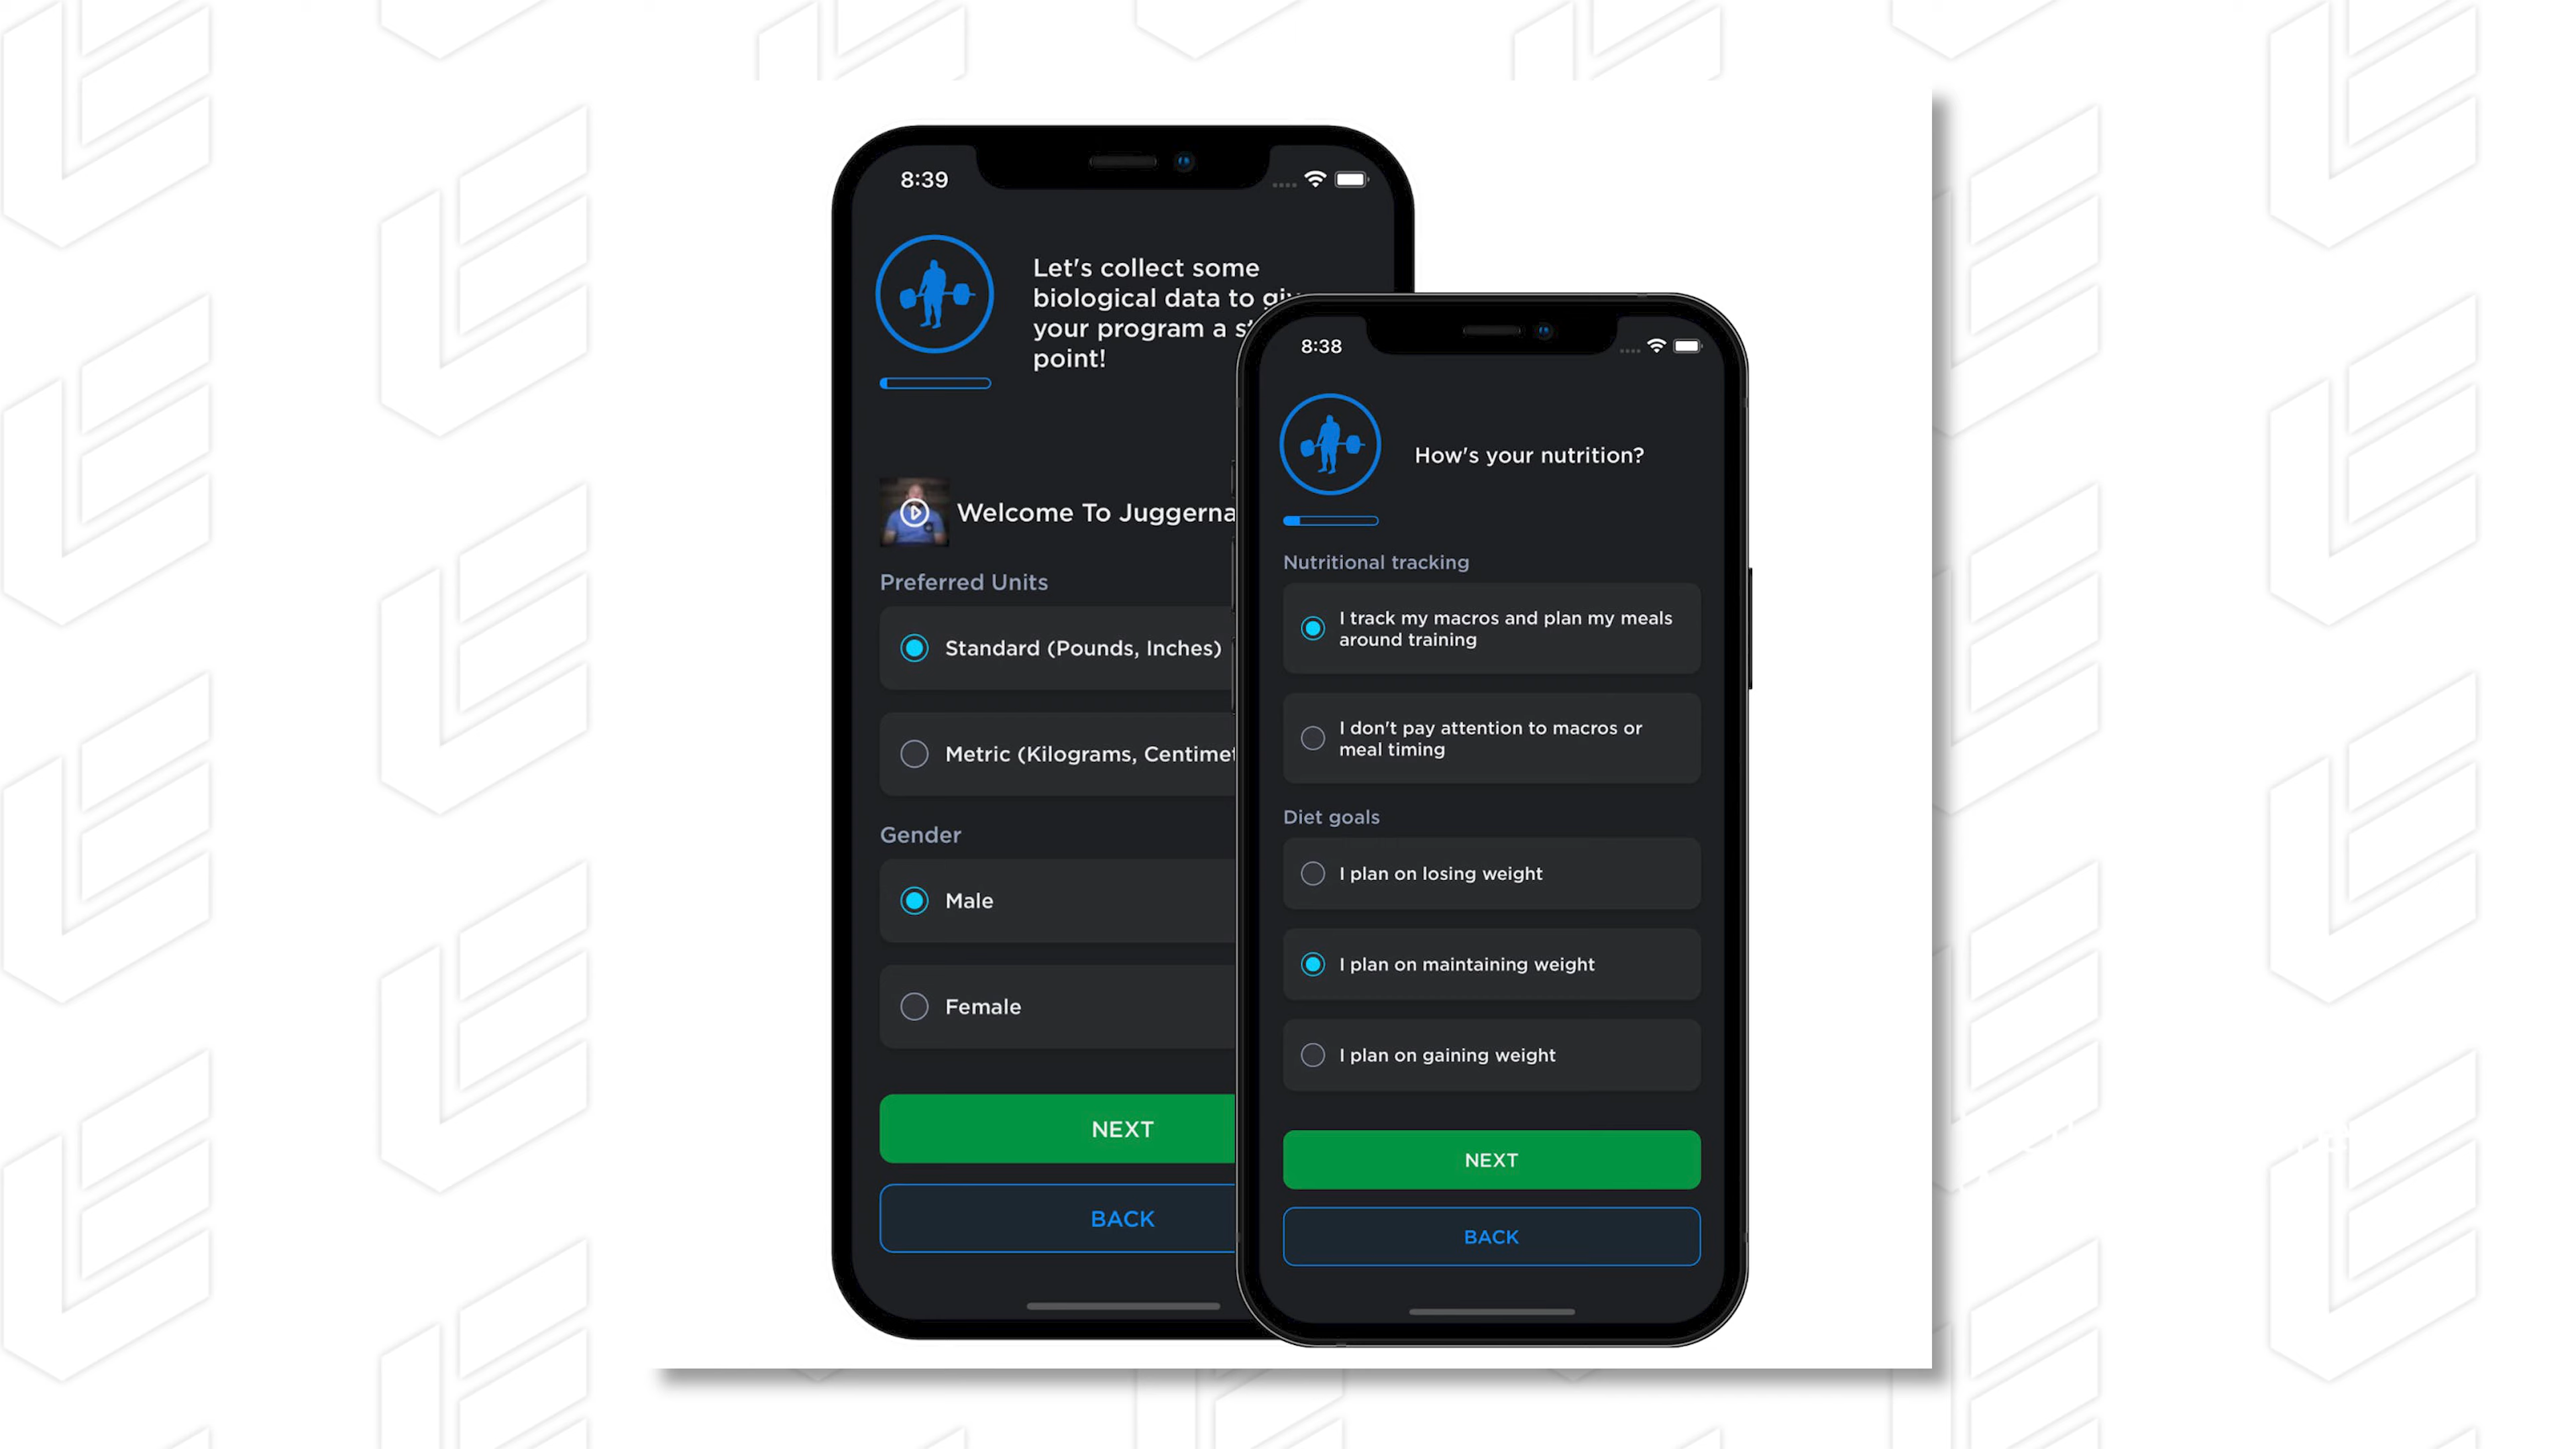 8:39
Let's collect some
biological data to
your program a
point!
Welcome To
Preferred Units
Standard (Pounds, Inches)
Metric (Kilograms,
Gender
Male
Female
NEXT
BACK
8:38
How's your nutrition?
Nutritional tracking
I track my macros and plan my meals
around training
I don't pay attention to macros or
meal timing
Diet goals
I plan on losing weight
I plan on maintaining weight
I plan on gaining weight
NEXT
BACK